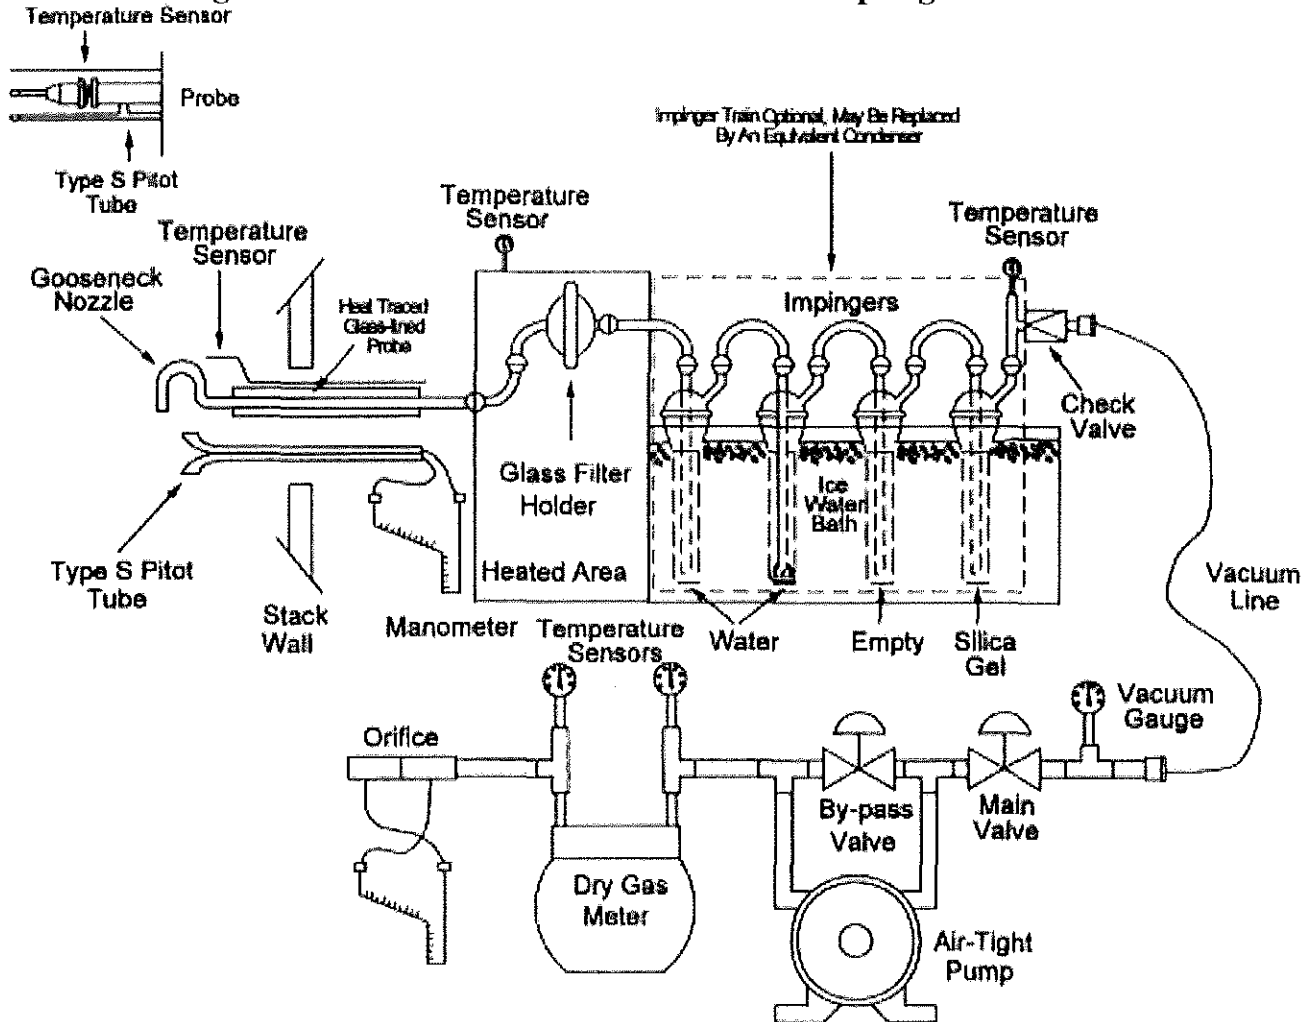 Temperature Sensor
Probe
Type S Pitot
Tube
Impinger Train Optional, May Be Replaced
By An Equivalent Condenser
Temperature
Sensor
Temperature
Sensor
Temperature
Sensor
Gooseneck
Nozzle
Heat Traced
Glass-lined
Probe
Impingers
Check
Valve
Glass Filter
Holder
Ice
Water
Bath
Heated Area
Type S Pitot
Tube
Stack
Wall
Manometer
Temperature
Sensors
Water
Empty
Silica
Gel
Vacuum
Line
Vacuum
Gauge
Orifice
By-pass
Valve
Main
Valve
Dry Gas
Meter
Air-Tight
Pump